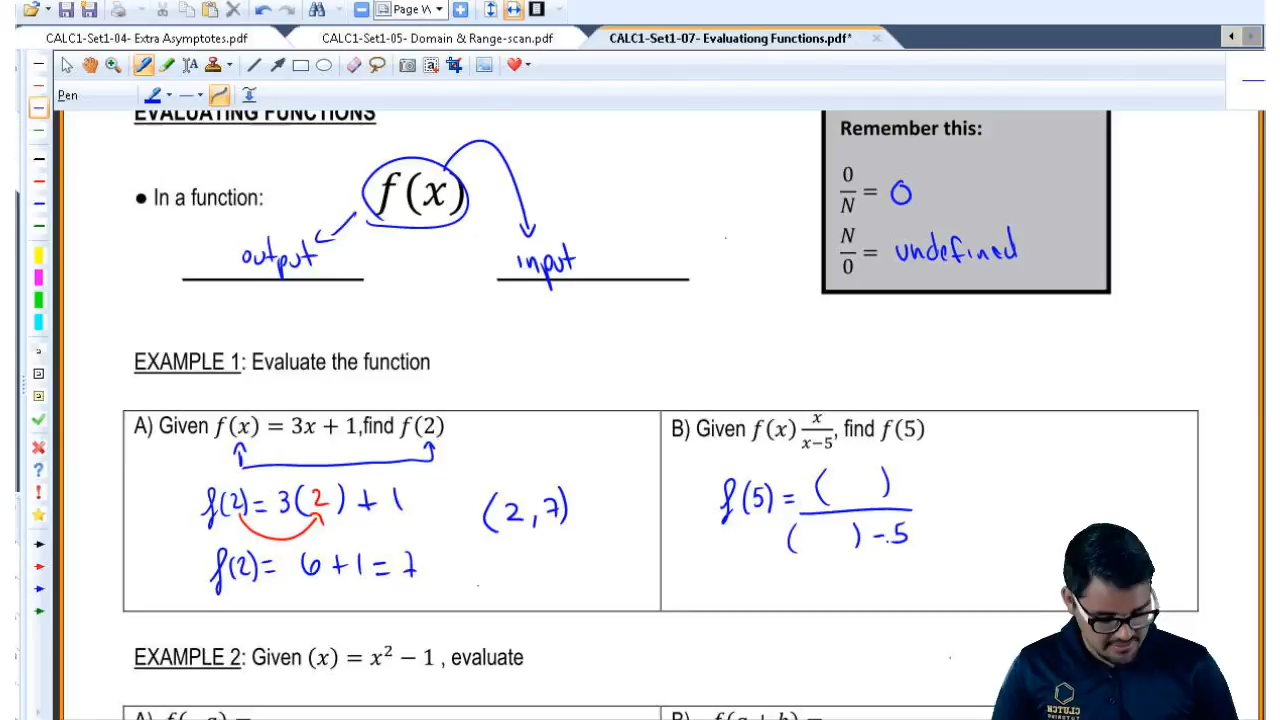 Page W
CALC1-Set1-04- Extra Asymptotes.pdf
CALC1-Set1-05- Domain & Range-scan.pdf
CALC1-Set1-07- Evaluationg Functions.pdf*
Pen
EVALUATING FUNCTIONS
Remember this:
0/N = 0
N/0 = undefined
● In a function:
f(x)
output
input
EXAMPLE 1: Evaluate the function
A) Given f(x) = 3x + 1,find f(2)
f(2) = 3(2) + 1
(2,7)
f(2) = 6 + 1 = 7
B) Given f(x) x/x−5, find f(5)
f(5) = ( )/( ) - 5
EXAMPLE 2: Given (x) = x² − 1 , evaluate
A) f(−a) =
B) f(a + h) =
CLUTCH